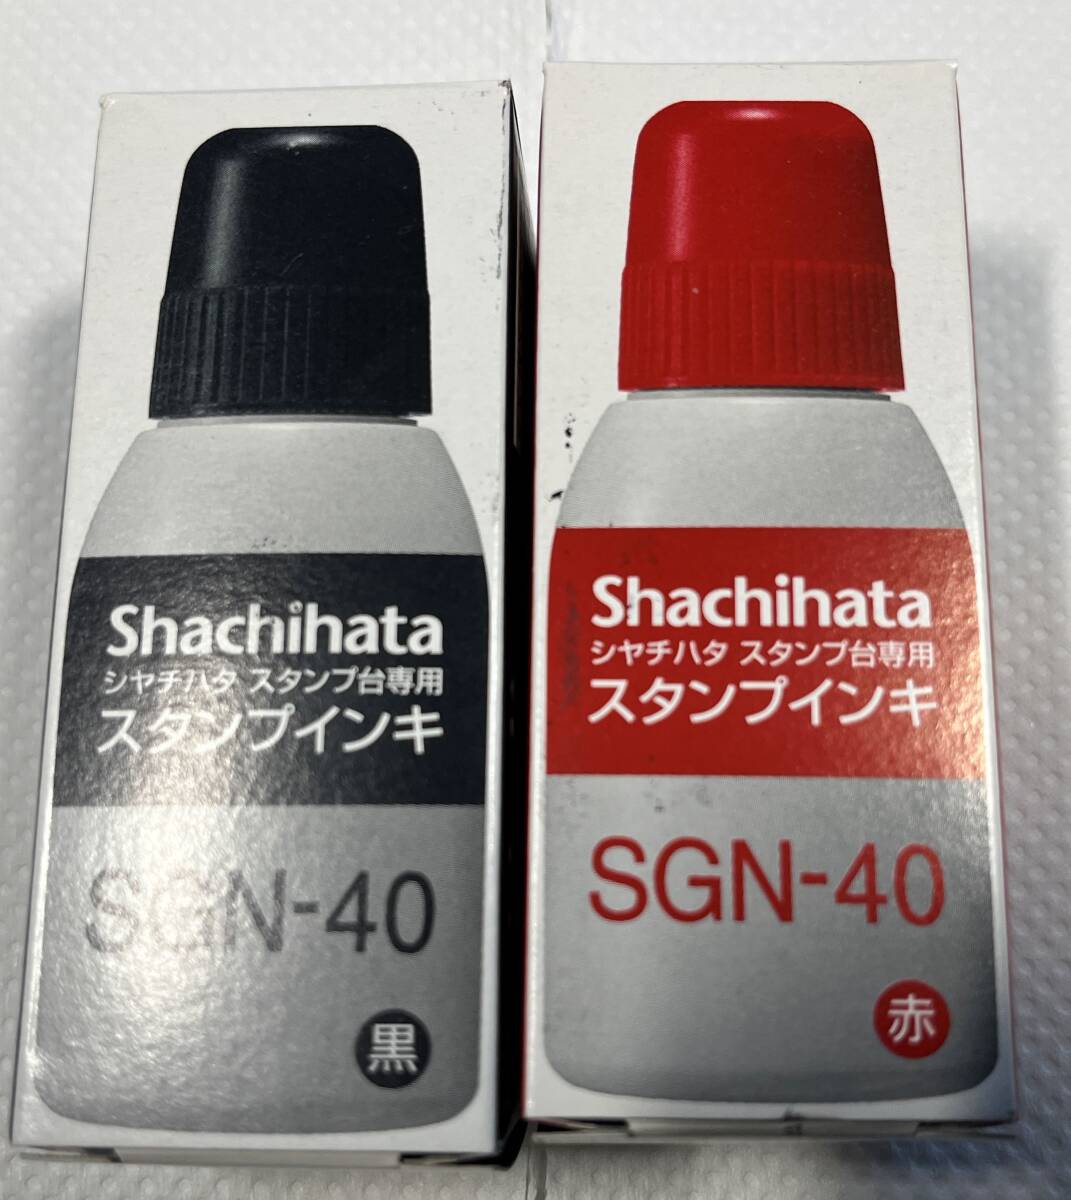 Shachihata
シヤチハタ スタンプ台専用
スタンプインキ
SGN-40
黒
Shachihata
シヤチハタ スタンプ台専用
スタンプインキ
SGN-40
赤